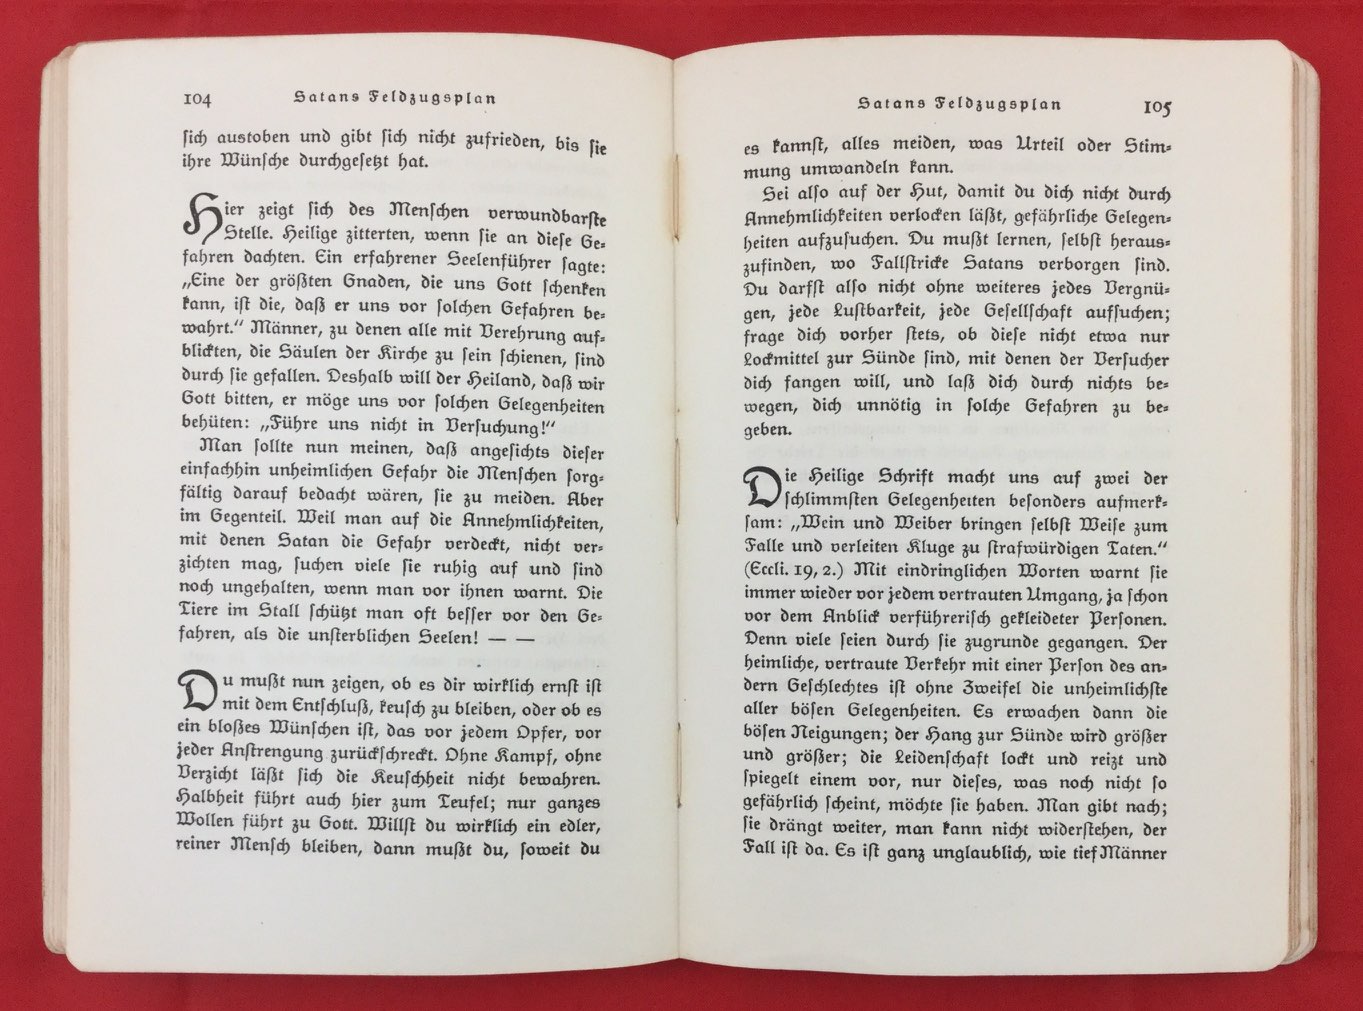 104
Satans Feldzugsplan
sich austoben und gibt sich nicht zufrieden, bis sie
ihre Wünsche durchgesetzt hat.
Hier zeigt sich des Menschen verwundbarste
Stelle. Heilige zitterten, wenn sie an diese Ge-
fahren dachten. Ein erfahrener Seelenführer sagte:
„Eine der größten Gnaden, die uns Gott schenken
kann, ist die, daß er uns vor solchen Gefahren be-
wahrt.“ Männer, zu denen alle mit Verehrung auf-
blickten, die Säulen der Kirche zu sein schienen, sind
durch sie gefallen. Deshalb will der Heiland, daß wir
Gott bitten, er möge uns vor solchen Gelegenheiten
behüten: „Führe uns nicht in Versuchung!“
Man sollte nun meinen, daß angesichts dieser
einfachhin unheimlichen Gefahr die Menschen sorg-
fältig darauf bedacht wären, sie zu meiden. Aber
im Gegenteil. Weil man auf die Annehmlichkeiten,
mit denen Satan die Gefahr verdeckt, nicht ver-
zichten mag, suchen viele sie ruhig auf und sind
noch ungehalten, wenn man vor ihnen warnt. Die
Tiere im Stall schützt man oft besser vor den Ge-
fahren, als die unsterblichen Seelen! — —
Du mußt nun zeigen, ob es dir wirklich ernst ist
mit dem Entschluß, keusch zu bleiben, oder ob es
ein bloßes Wünschen ist, das vor jedem Opfer, vor
jeder Anstrengung zurückschreckt. Ohne Kampf, ohne
Verzicht läßt sich die Keuschheit nicht bewahren.
Halbheit führt auch hier zum Teufel; nur ganzes
Wollen führt zu Gott. Willst du wirklich ein edler,
reiner Mensch bleiben, dann mußt du, soweit du
Satans Feldzugsplan
105
es kannst, alles meiden, was Urteil oder Stim-
mung umwandeln kann.
Sei also auf der Hut, damit du dich nicht durch
Annehmlichkeiten verlocken läßt, gefährliche Gelegen-
heiten aufzusuchen. Du mußt lernen, selbst heraus-
zufinden, wo Fallstricke Satans verborgen sind.
Du darfst also nicht ohne weiteres jedes Vergnü-
gen, jede Lustbarkeit, jede Gesellschaft aufsuchen;
frage dich vorher stets, ob diese nicht etwa nur
Lockmittel zur Sünde sind, mit denen der Versucher
dich fangen will, und laß dich durch nichts be-
wegen, dich unnötig in solche Gefahren zu be-
geben.
Die Heilige Schrift macht uns auf zwei der
schlimmsten Gelegenheiten besonders aufmerk-
sam: „Wein und Weiber bringen selbst Weise zum
Falle und verleiten Kluge zu strafwürdigen Taten.“
(Eccli. 19, 2.) Mit eindringlichen Worten warnt sie
immer wieder vor jedem vertrauten Umgang, ja schon
vor dem Anblick verführerisch gekleideter Personen.
Denn viele seien durch sie zugrunde gegangen. Der
heimliche, vertraute Verkehr mit einer Person des an-
dern Geschlechtes ist ohne Zweifel die unheimlichste
aller bösen Gelegenheiten. Es erwachen dann die
bösen Neigungen; der Hang zur Sünde wird größer
und größer; die Leidenschaft lockt und reizt und
spiegelt einem vor, nur dieses, was noch nicht so
gefährlich scheint, möchte sie haben. Man gibt nach;
sie drängt weiter, man kann nicht widerstehen, der
Fall ist da. Es ist ganz unglaublich, wie tief Männer